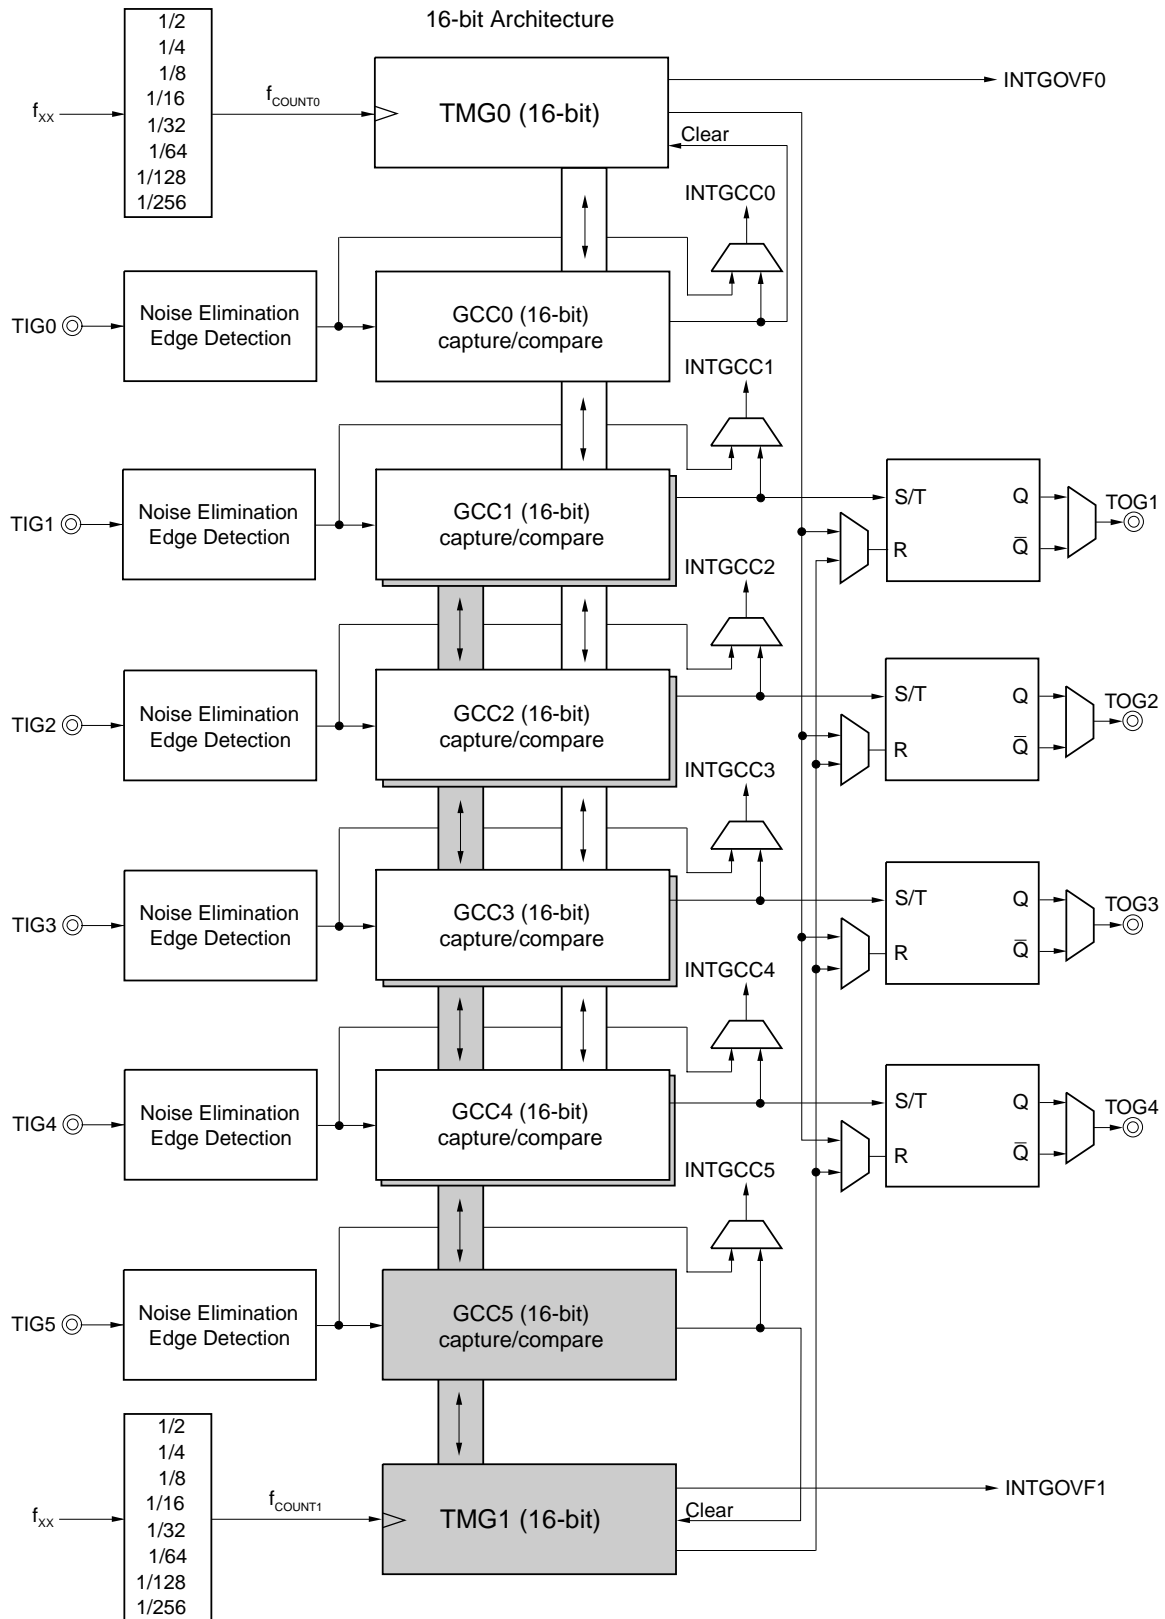 16-bit Architecture
1/2
1/4
1/8
1/16
1/32
1/64
1/128
1/256
fXX
fCOUNT0
TMG0 (16-bit)
INTGOVF0
Clear
INTGCC0
TIG0
Noise Elimination
Edge Detection
GCC0 (16-bit)
capture/compare
INTGCC1
TIG1
Noise Elimination
Edge Detection
GCC1 (16-bit)
capture/compare
S/T
Q
R
Q̅
TOG1
INTGCC2
TIG2
Noise Elimination
Edge Detection
GCC2 (16-bit)
capture/compare
S/T
Q
R
Q̅
TOG2
INTGCC3
TIG3
Noise Elimination
Edge Detection
GCC3 (16-bit)
capture/compare
S/T
Q
R
Q̅
TOG3
INTGCC4
TIG4
Noise Elimination
Edge Detection
GCC4 (16-bit)
capture/compare
S/T
Q
R
Q̅
TOG4
INTGCC5
TIG5
Noise Elimination
Edge Detection
GCC5 (16-bit)
capture/compare
1/2
1/4
1/8
1/16
1/32
1/64
1/128
1/256
fXX
fCOUNT1
TMG1 (16-bit)
INTGOVF1
Clear